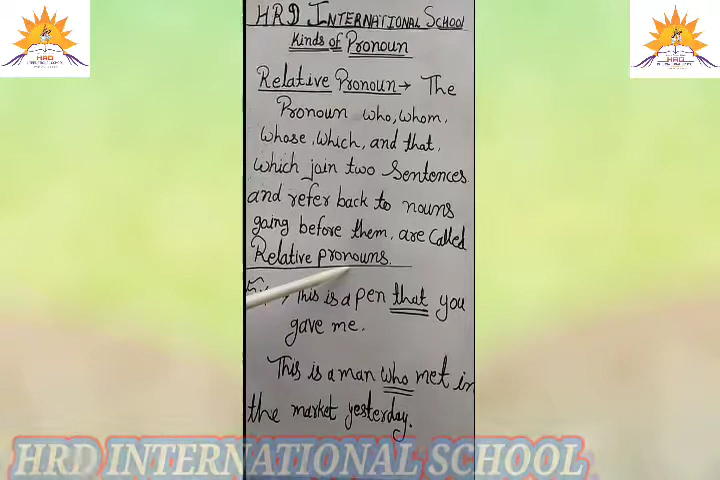 HRD INTERNATIONAL SCHOOL
Kinds of Pronoun
Relative Pronoun → The
Pronoun who, whom,
whose, which, and that,
which join two sentences
and refer back to nouns
going before them, are called
Relative pronouns.
This is a pen that you
gave me.
This is a man who met in
the market yesterday.
HRD INTERNATIONAL SCHOOL
HRD
HRD